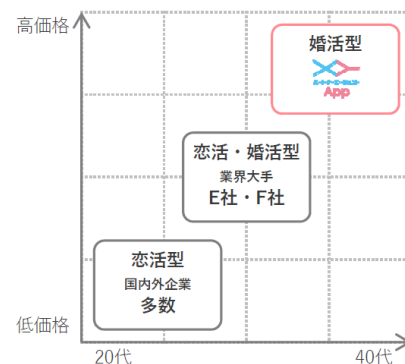 高価格
婚活型
App
恋活・婚活型
業界大手
E社・F社
恋活型
国内外企業
多数
低価格
20代
40代